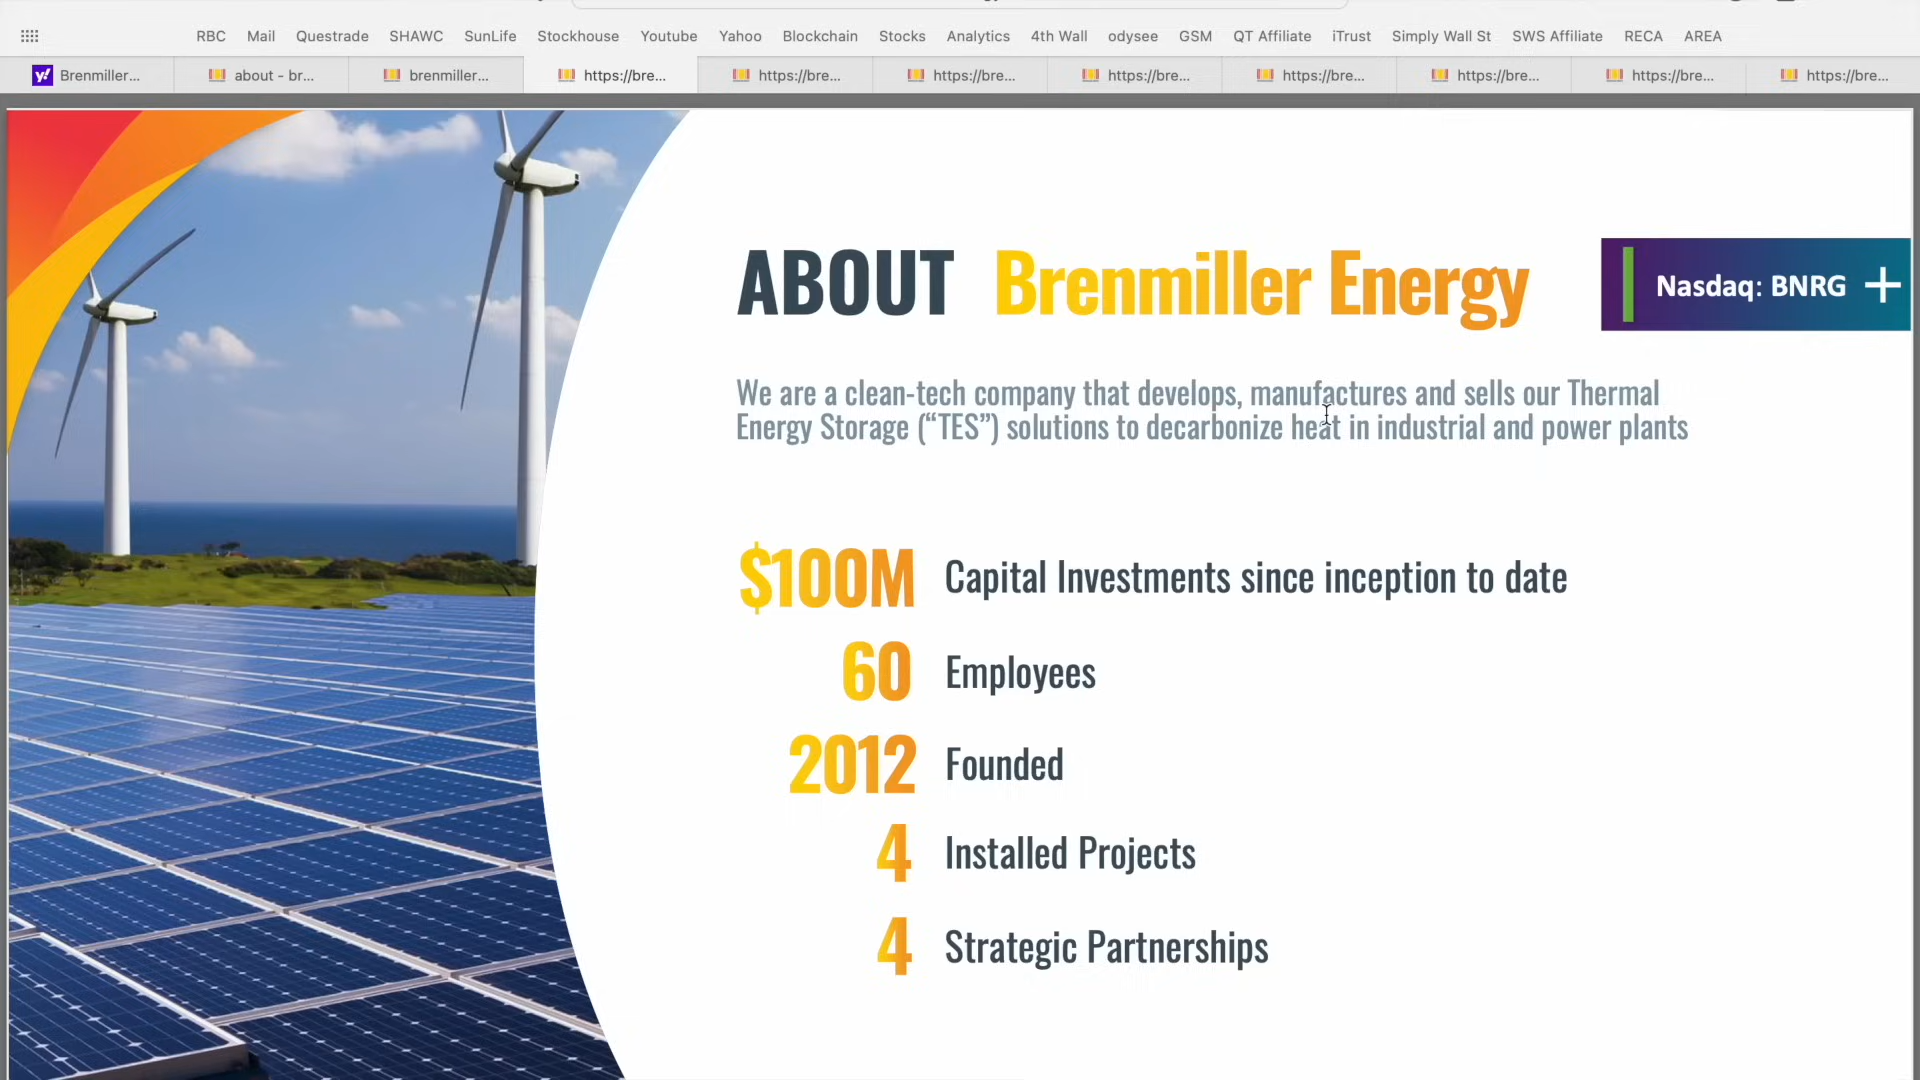 RBC Mail Questrade SHAWC SunLife Stockhouse Youtube Yahoo Blockchain Stocks Analytics 4th Wall odysee GSM QT Affiliate iTrust Simply Wall St SWS Affiliate RECA AREA
y! Brenmiller... about - br... brenmiller... https://bre... https://bre... https://bre... https://bre... https://bre... https://bre... https://bre... https://bre...
ABOUT Brenmiller Energy
Nasdaq: BNRG
We are a clean-tech company that develops, manufactures and sells our Thermal
Energy Storage (“TES”) solutions to decarbonize heat in industrial and power plants
$100M Capital Investments since inception to date
60 Employees
2012 Founded
4 Installed Projects
4 Strategic Partnerships